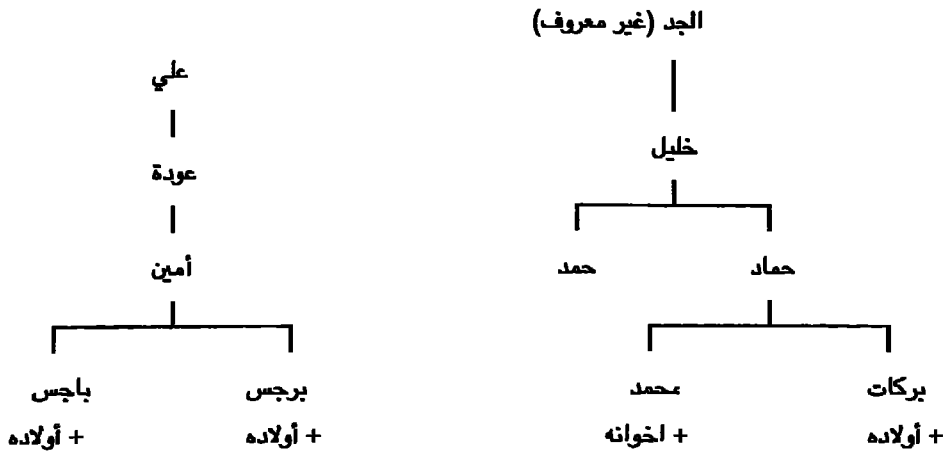 الجد (غير معروف)
علي
خليل
عودة
حماد
حمد
أمين
بركات
محمد
برجس
باجس
+ أولاده
+ اخوانه
+ أولاده
+ أولاده